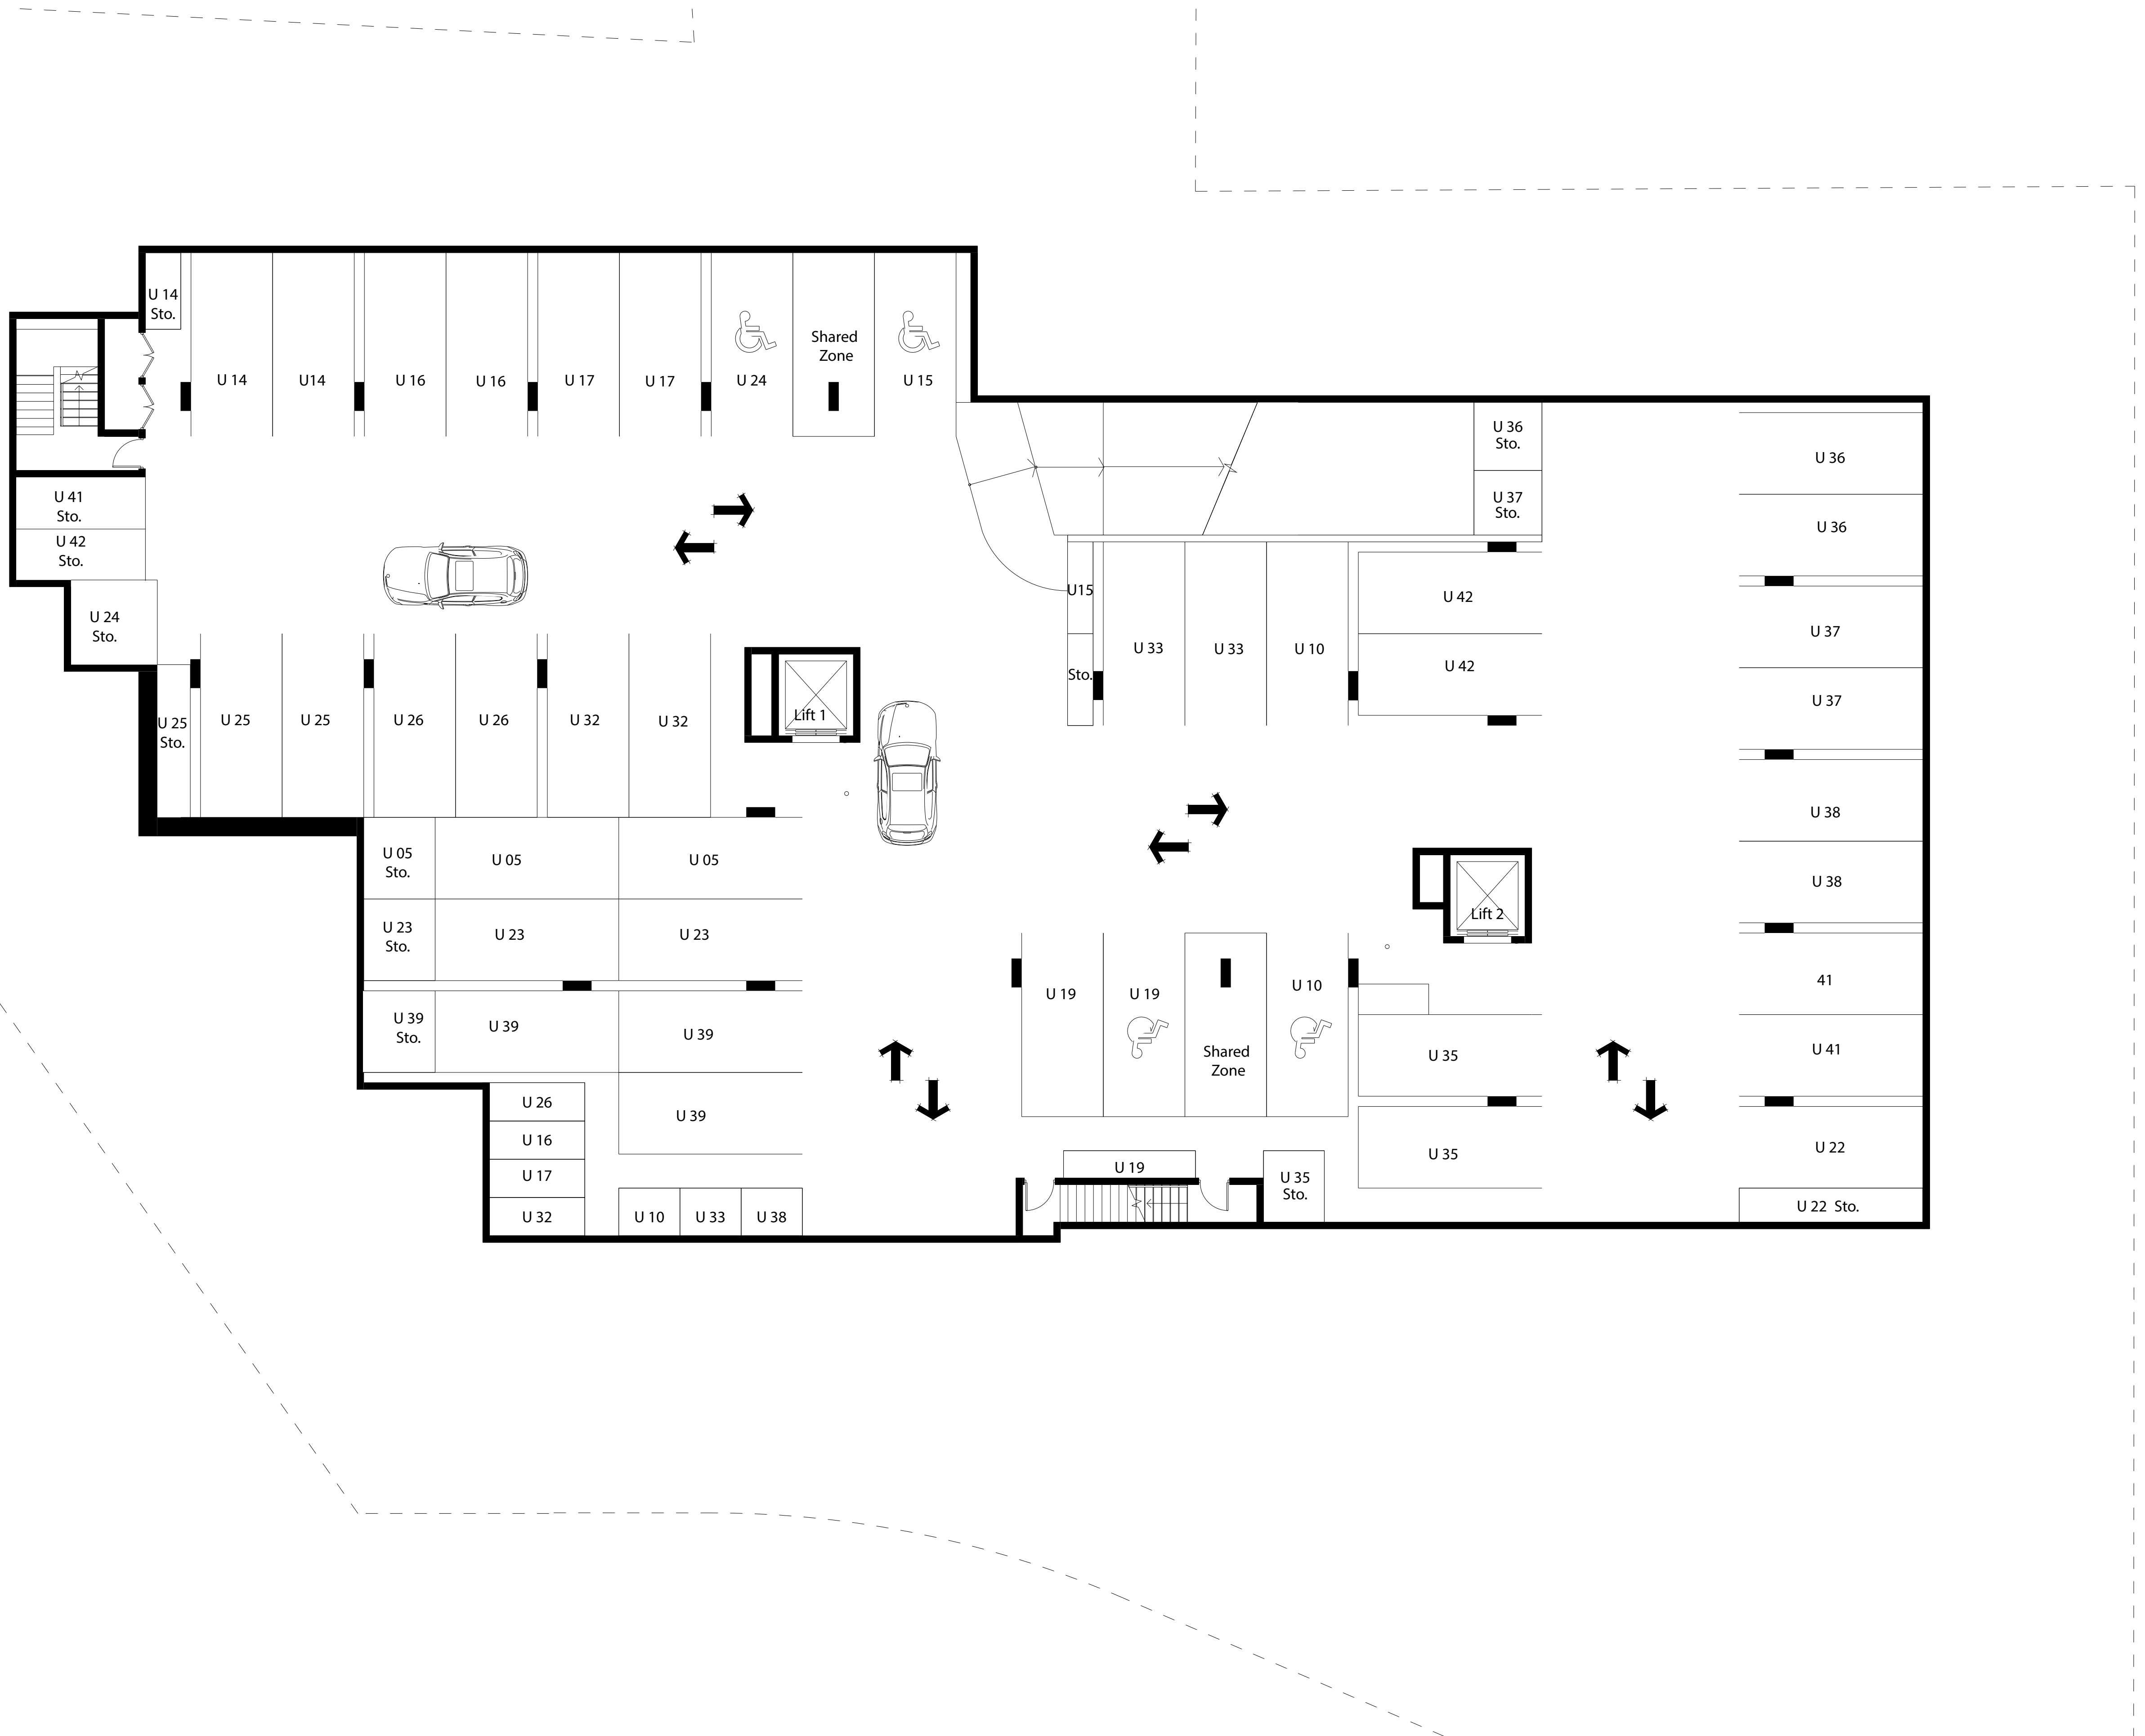 U 14
Sto.
U 14
U14
U 16
U 16
U 17
U 17
U 24
Shared
Zone
U 15
U 41
Sto.
U 42
Sto.
U 24
Sto.
U 25
Sto.
U 25
U 25
U 26
U 26
U 32
U 32
Lift 1
U 36
Sto.
U 37
Sto.
U15
Sto.
U 33
U 33
U 10
U 42
U 42
U 36
U 36
U 37
U 37
U 38
U 38
41
U 41
U 22
U 22 Sto.
U 05
Sto.
U 05
U 05
U 23
Sto.
U 23
U 23
U 39
Sto.
U 39
U 39
U 39
U 26
U 16
U 17
U 32
U 10
U 33
U 38
Lift 2
U 19
U 19
Shared
Zone
U 10
U 35
U 35
U 19
U 35
Sto.